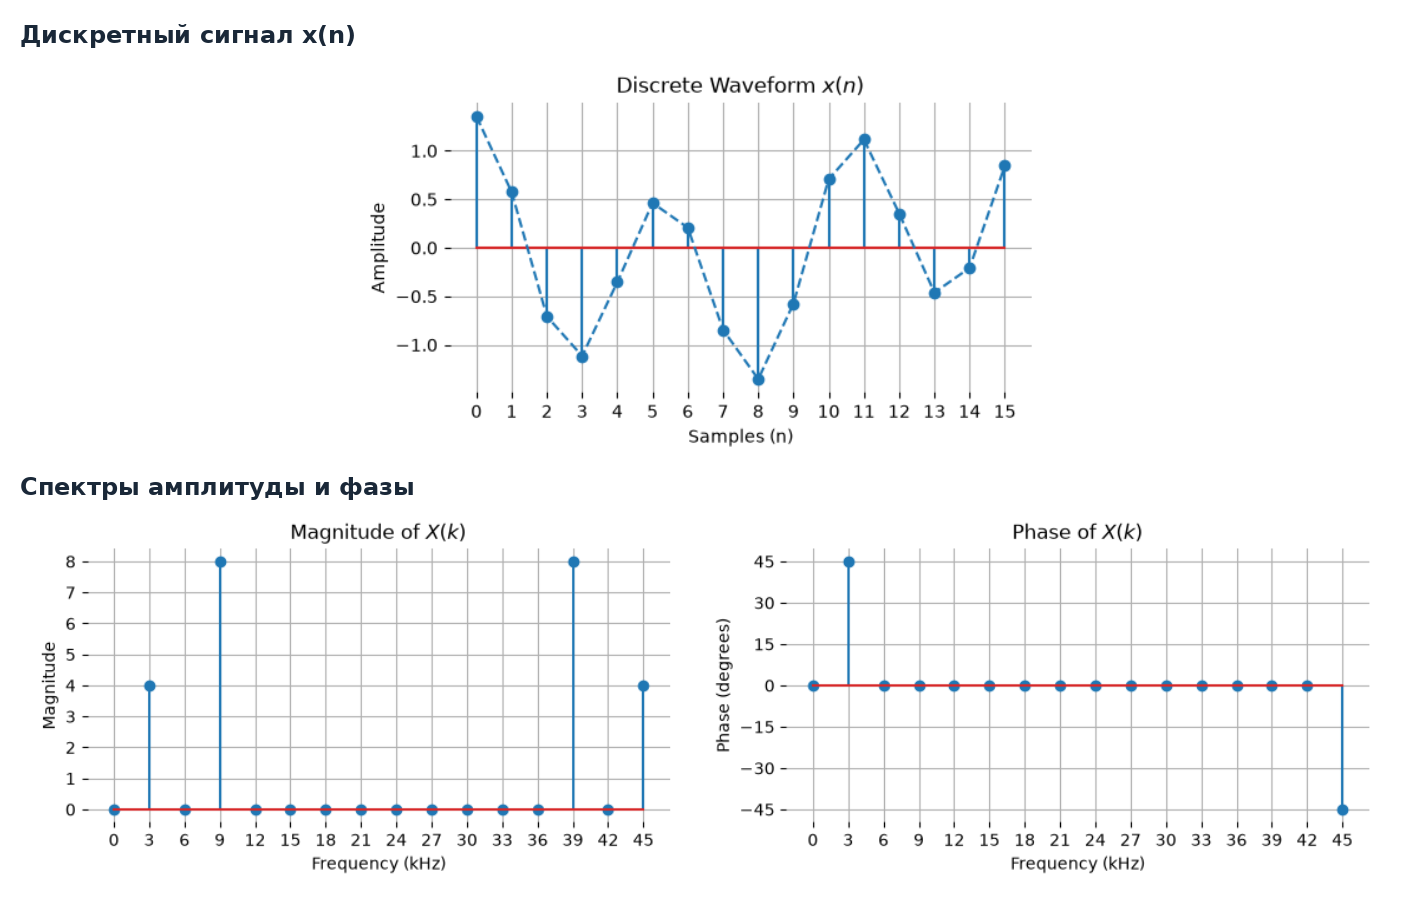 Дискретный сигнал x(n)
Discrete Waveform x(n)
Amplitude
1.0
0.5
0.0
−0.5
−1.0
0 1 2 3 4 5 6 7 8 9 10 11 12 13 14 15
Samples (n)
Спектры амплитуды и фазы
Magnitude of X(k)
Magnitude
8
7
6
5
4
3
2
1
0
0 3 6 9 12 15 18 21 24 27 30 33 36 39 42 45
Frequency (kHz)
Phase of X(k)
Phase (degrees)
45
30
15
0
−15
−30
−45
0 3 6 9 12 15 18 21 24 27 30 33 36 39 42 45
Frequency (kHz)